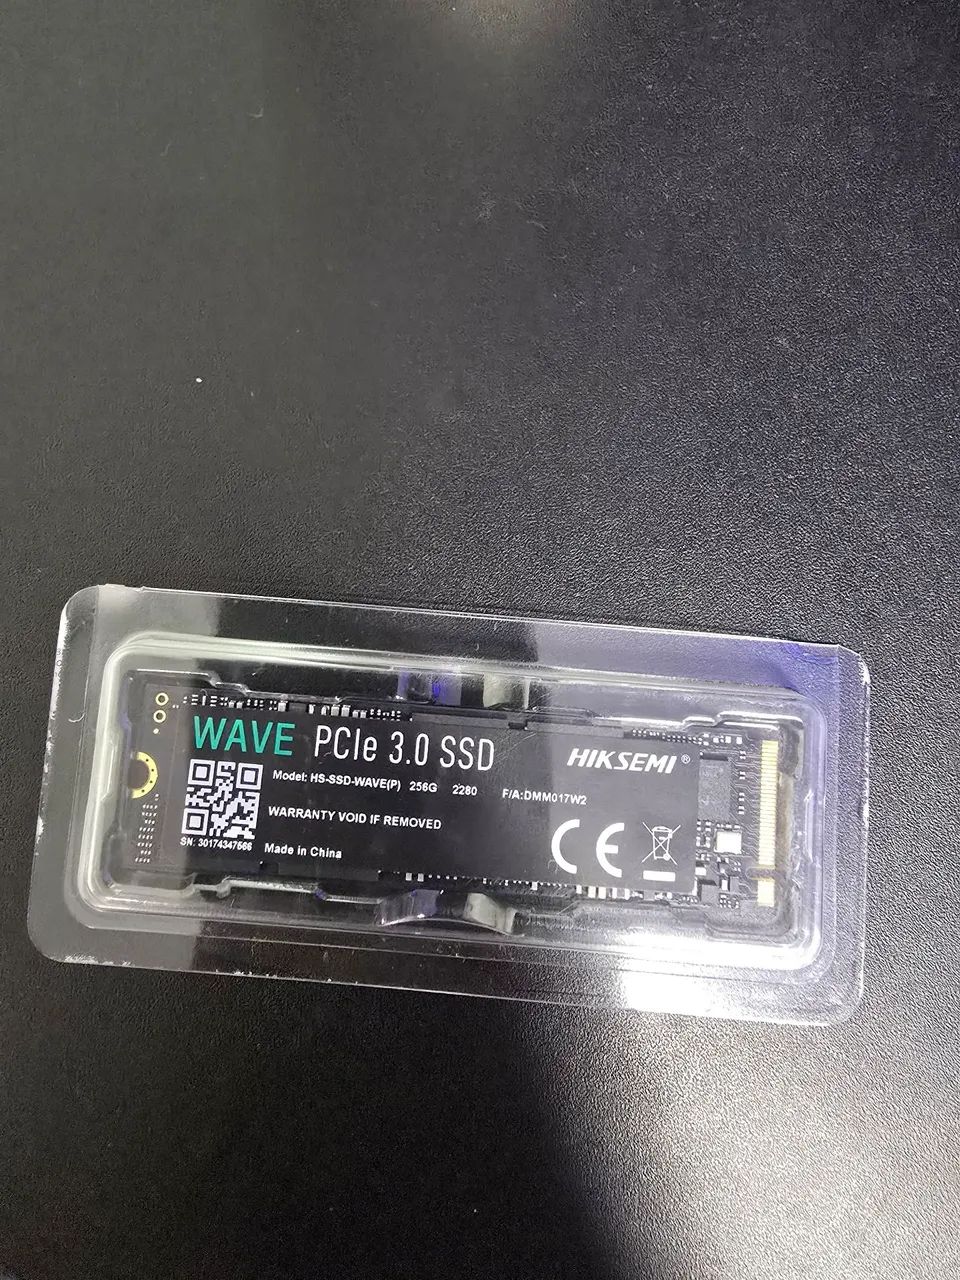 WAVE PCIe 3.0 SSD
HIKSEMI®
Model: HS-SSD-WAVE(P) 256G 2280 F/A:DMM017W2
WARRANTY VOID IF REMOVED
SN: 30174347566
Made in China
CE